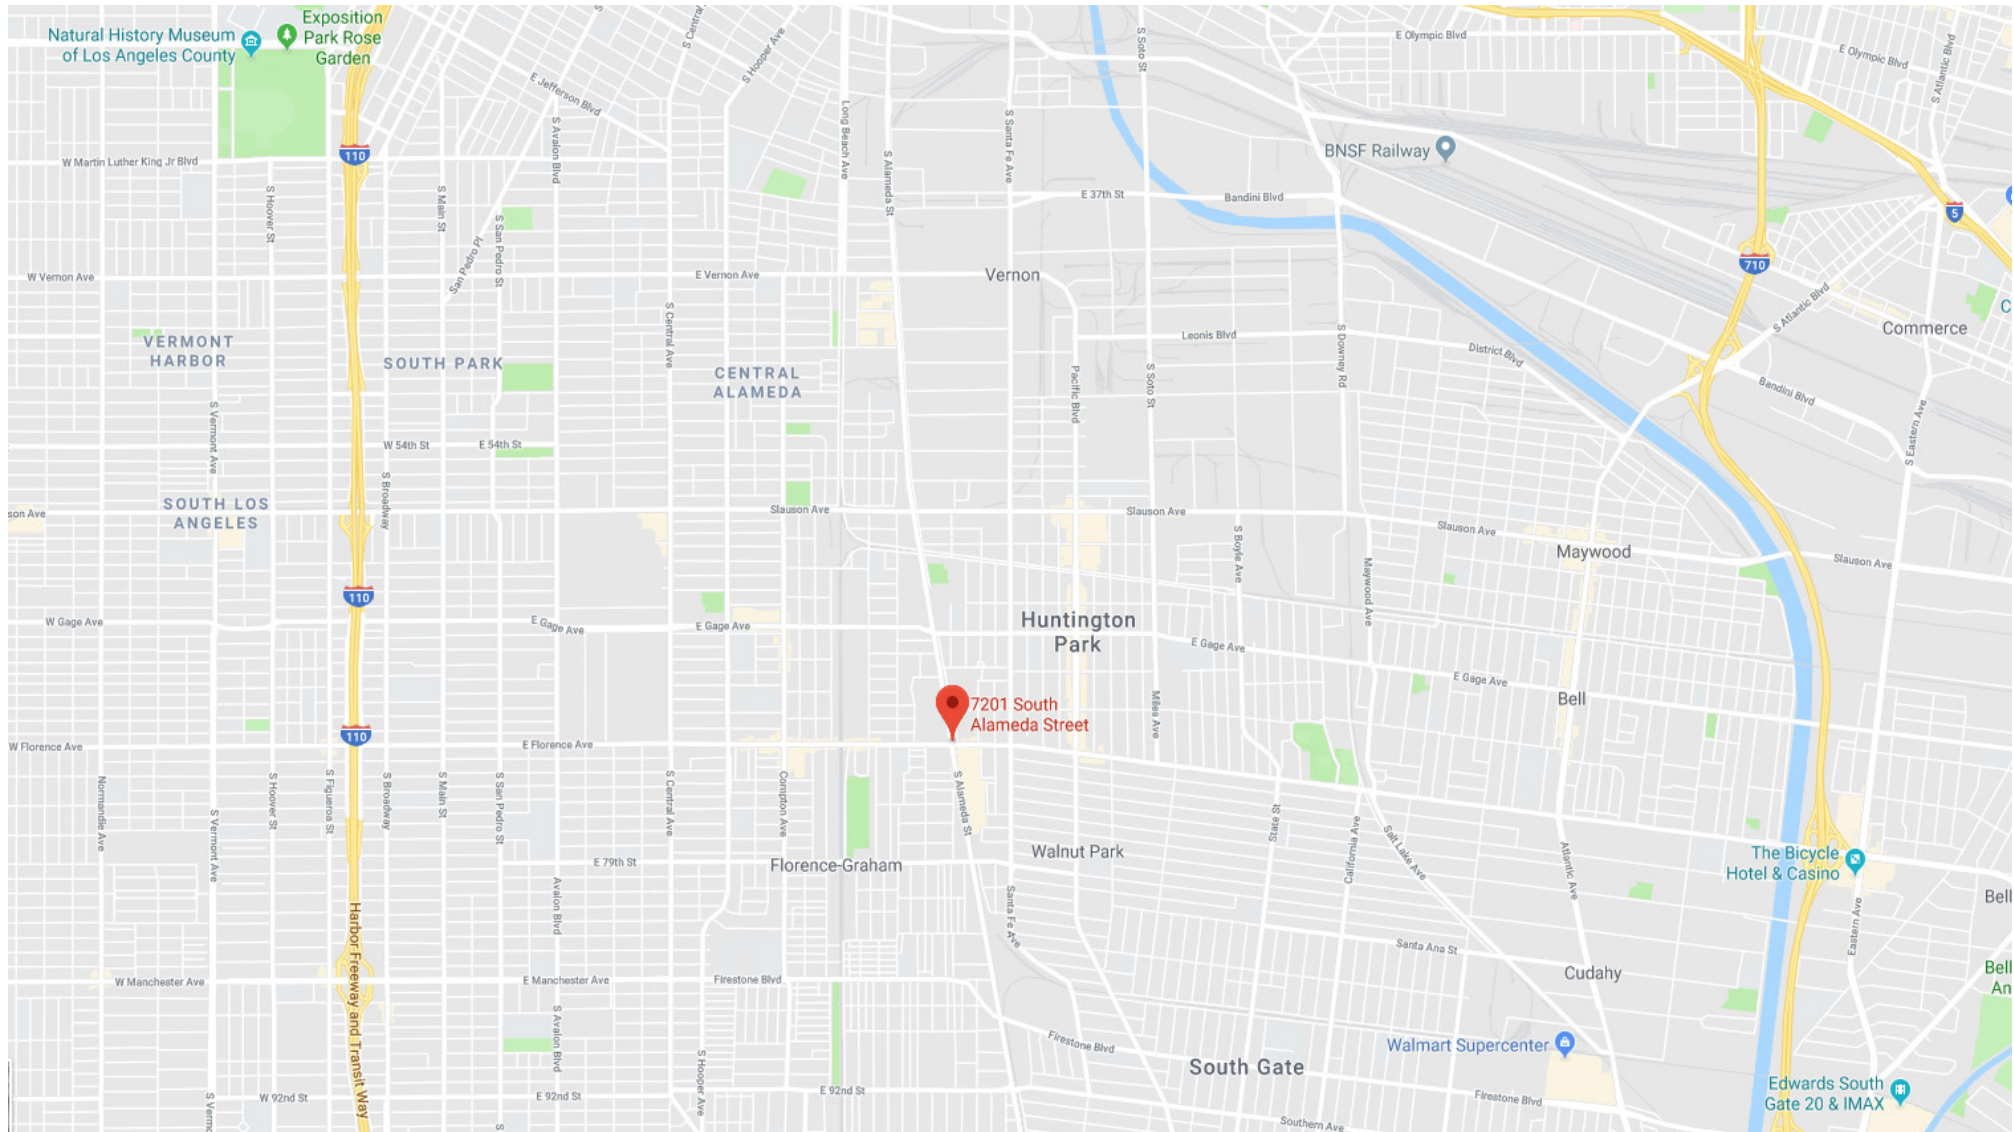 Natural History Museum
of Los Angeles County
Exposition
Park Rose
Garden
S Central
S Hooper Ave
E Jefferson Blvd
Long Beach Ave
S Soto St
E Olympic Blvd
E Olympic Blvd
S Atlantic Blvd
S Avalon Blvd
S Santa Fe Ave
BNSF Railway
110
W Martin Luther King Jr Blvd
S Alameda St
S Hoover St
S Main St
S San Pedro St
San Pedro Pl
E 37th St
Bandini Blvd
5
W Vernon Ave
E Vernon Ave
Vernon
710
S Atlantic Blvd
C
Commerce
VERMONT
HARBOR
SOUTH PARK
S Central Ave
CENTRAL
ALAMEDA
Leonis Blvd
S Downey Rd
District Blvd
Pacific Blvd
S Soto St
Bandini Blvd
S Vermont Ave
W 54th St
E 54th St
S Eastern Ave
S Broadway
SOUTH LOS
ANGELES
son Ave
Slauson Ave
Slauson Ave
Slauson Ave
Slauson Ave
S Boyle Ave
Maywood
Maywood Ave
110
W Gage Ave
E Gage Ave
E Gage Ave
Huntington
Park
E Gage Ave
E Gage Ave
Bell
Miles Ave
7201 South
Alameda Street
110
W Florence Ave
E Florence Ave
Normandie Ave
S Hoover St
S Figueroa St
S Broadway
S Main St
S San Pedro St
S Central Ave
Compton Ave
S Alameda St
S Vermont Ave
State St
California Ave
Salt Lake Ave
Atlantic Ave
E 79th St
Florence-Graham
Walnut Park
The Bicycle
Hotel & Casino
Avalon Blvd
Santa Fe Ave
Bell
Eastern Ave
Harbor Freeway and Transit Way
Santa Ana St
Cudahy
Bell
An
W Manchester Ave
E Manchester Ave
Firestone Blvd
S Avalon Blvd
Firestone Blvd
Walmart Supercenter
South Gate
S Hooper Ave
Edwards South
Gate 20 & IMAX
S Vermo
W 92nd St
E 92nd St
E 92nd St
Firestone Blvd
Southern Ave
S